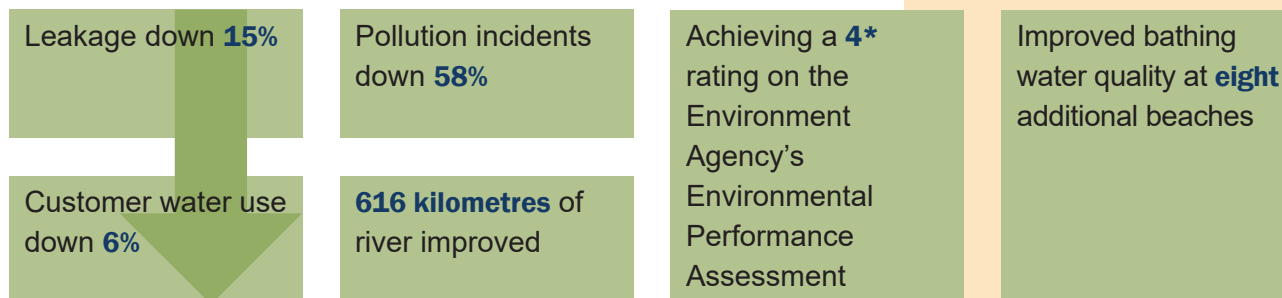 Leakage down 15%
Pollution incidents
down 58%
Achieving a 4*
rating on the
Environment
Agency's
Environmental
Performance
Assessment
Improved bathing
water quality at eight
additional beaches
Customer water use
down 6%
616 kilometres of
river improved